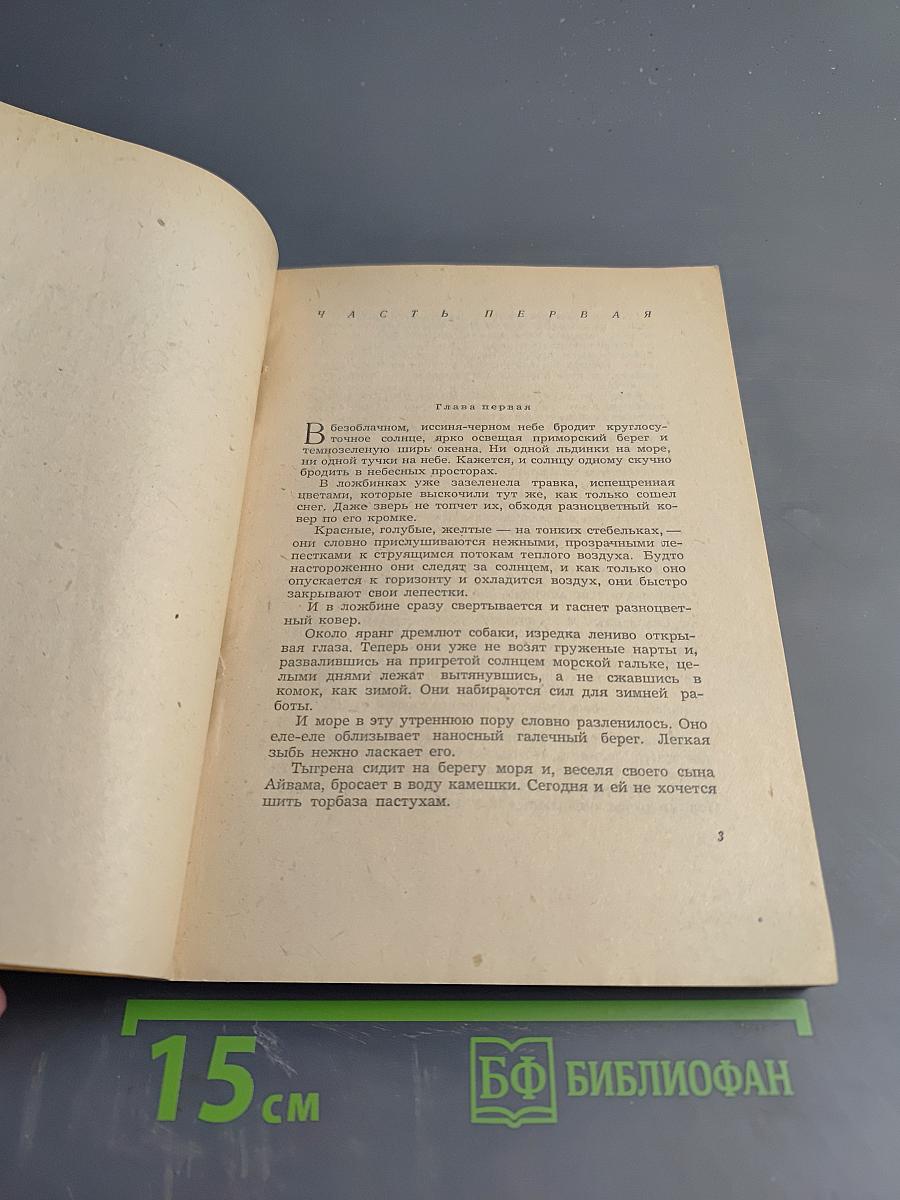 ЧАСТЬ ПЕРВАЯ
Глава первая
В безоблачном, иссиня-черном небе бродит круглосу-
точное солнце, ярко освещая приморский берег и
темнозеленую ширь океана. Ни одной льдинки на море,
ни одной тучки на небе. Кажется, и солнцу одному скучно
бродить в небесных просторах.
В ложбинках уже зазеленела травка, испещренная
цветами, которые выскочили тут же, как только сошел
снег. Даже зверь не топчет их, обходя разноцветный ко-
вер по его кромке.
Красные, голубые, желтые — на тонких стебельках, —
они словно прислушиваются нежными, прозрачными ле-
пестками к струящимся потокам теплого воздуха. Будто
настороженно они следят за солнцем, и как только оно
опускается к горизонту и охладится воздух, они быстро
закрывают свои лепестки.
И в ложбине сразу свертывается и гаснет разноцвет-
ный ковер.
Около яранг дремлют собаки, изредка лениво откры-
вая глаза. Теперь они уже не возят груженые нарты и,
развалившись на пригретой солнцем морской гальке, це-
лыми днями лежат вытянувшись, а не сжавшись в
комок, как зимой. Они набираются сил для зимней ра-
боты.
И море в эту утреннюю пору словно разленилось. Оно
еле-еле облизывает наносный галечный берег. Легкая
зыбь нежно ласкает его.
Тыгрена сидит на берегу моря и, веселя своего сына
Айвама, бросает в воду камешки. Сегодня и ей не хочется
шить торбаза пастухам.
3
15 см
БФ БИБЛИОФАН